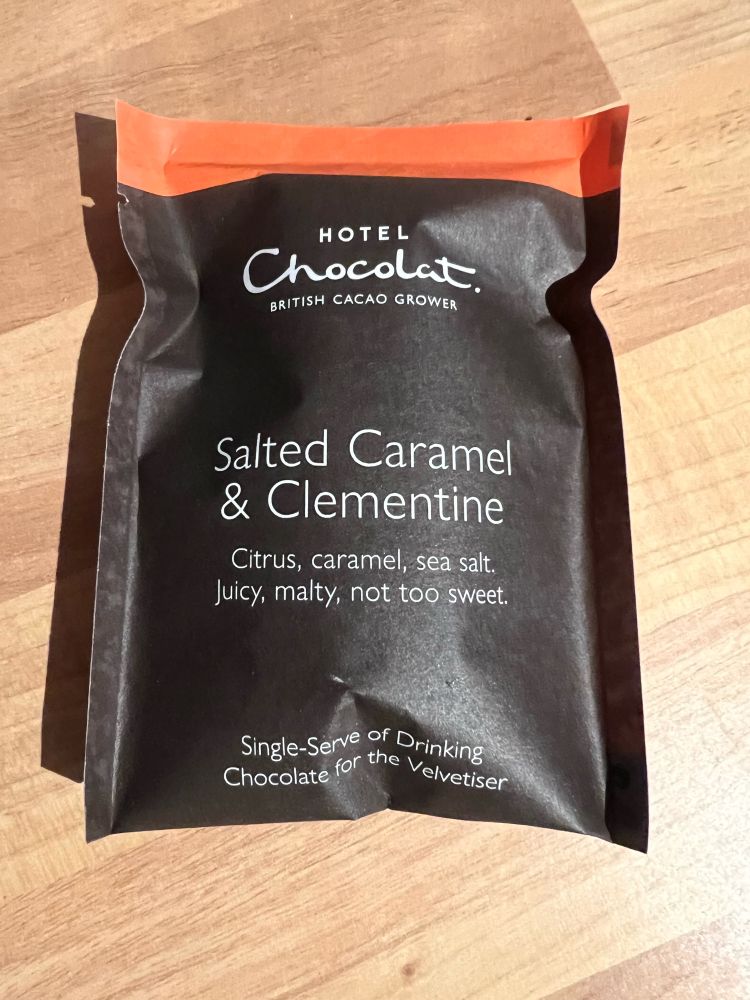 HOTEL
Chocolat.
BRITISH CACAO GROWER
Salted Caramel
& Clementine
Citrus, caramel, sea salt.
Juicy, malty, not too sweet.
Single-Serve of Drinking
Chocolate for the Velvetiser